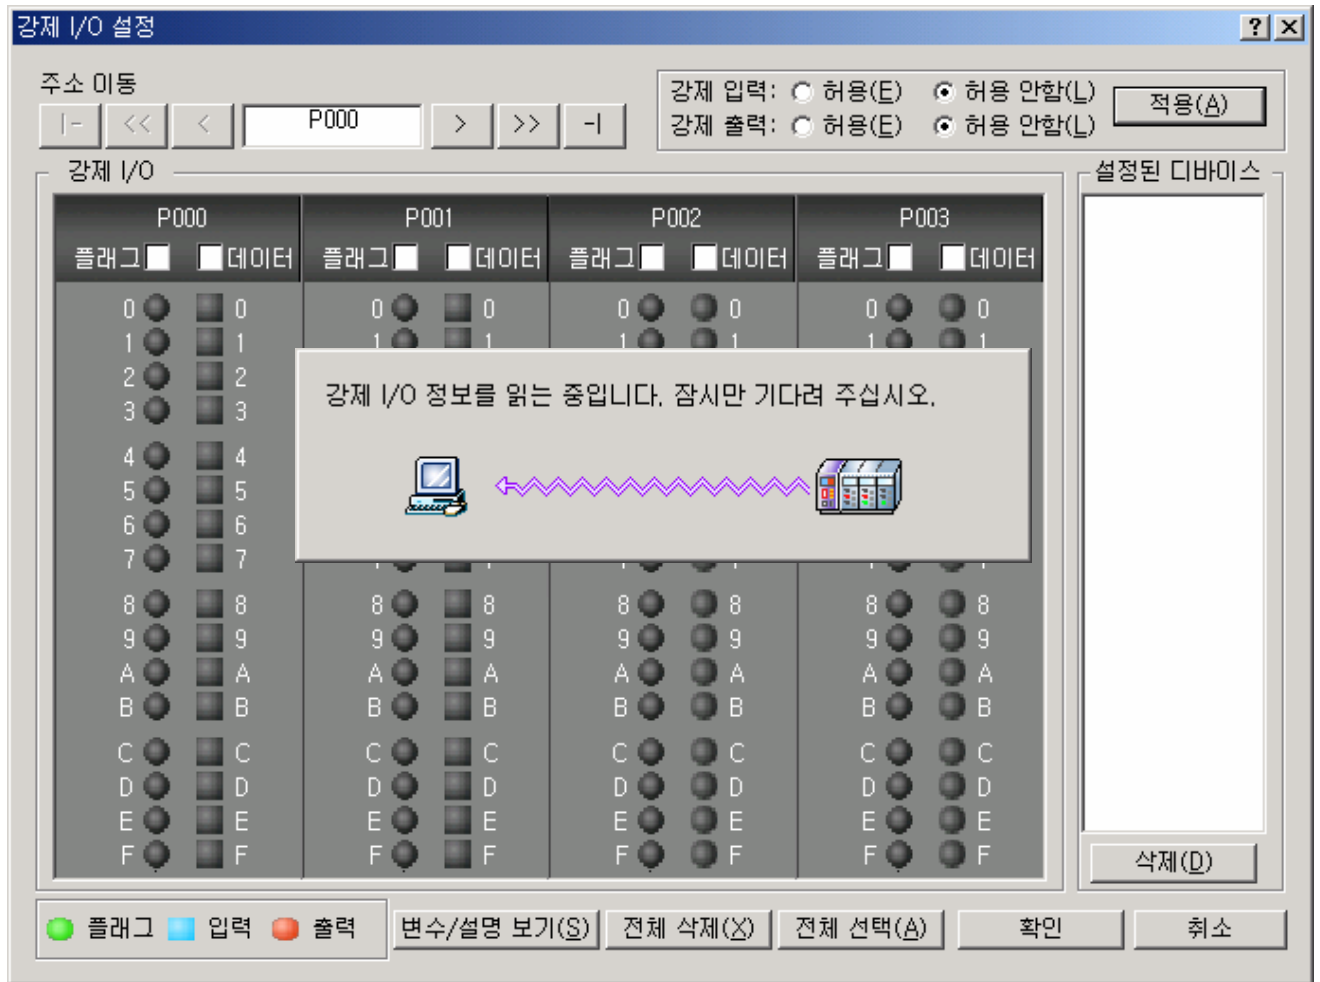 강제 I/O 설정
주소 이동
|- << < P000 > >> -|
강제 입력: 허용(E) 허용 안함(L)
강제 출력: 허용(E) 허용 안함(L)
적용(A)
강제 I/O
설정된 디바이스
P000 P001 P002 P003
플래그 데이터 플래그 데이터 플래그 데이터 플래그 데이터
0 0 0 0 0 0 0 0
1 1 1 1 1 1 1 1
2 2
3 3
강제 I/O 정보를 읽는 중입니다. 잠시만 기다려 주십시오.
4 4
5 5
6 6
7 7
8 8 8 8 8 8 8 8
9 9 9 9 9 9 9 9
A A A A A A A A
B B B B B B B B
C C C C C C C C
D D D D D D D D
E E E E E E E E
F F F F F F F F
삭제(D)
플래그 입력 출력 변수/설명 보기(S) 전체 삭제(X) 전체 선택(A) 확인 취소